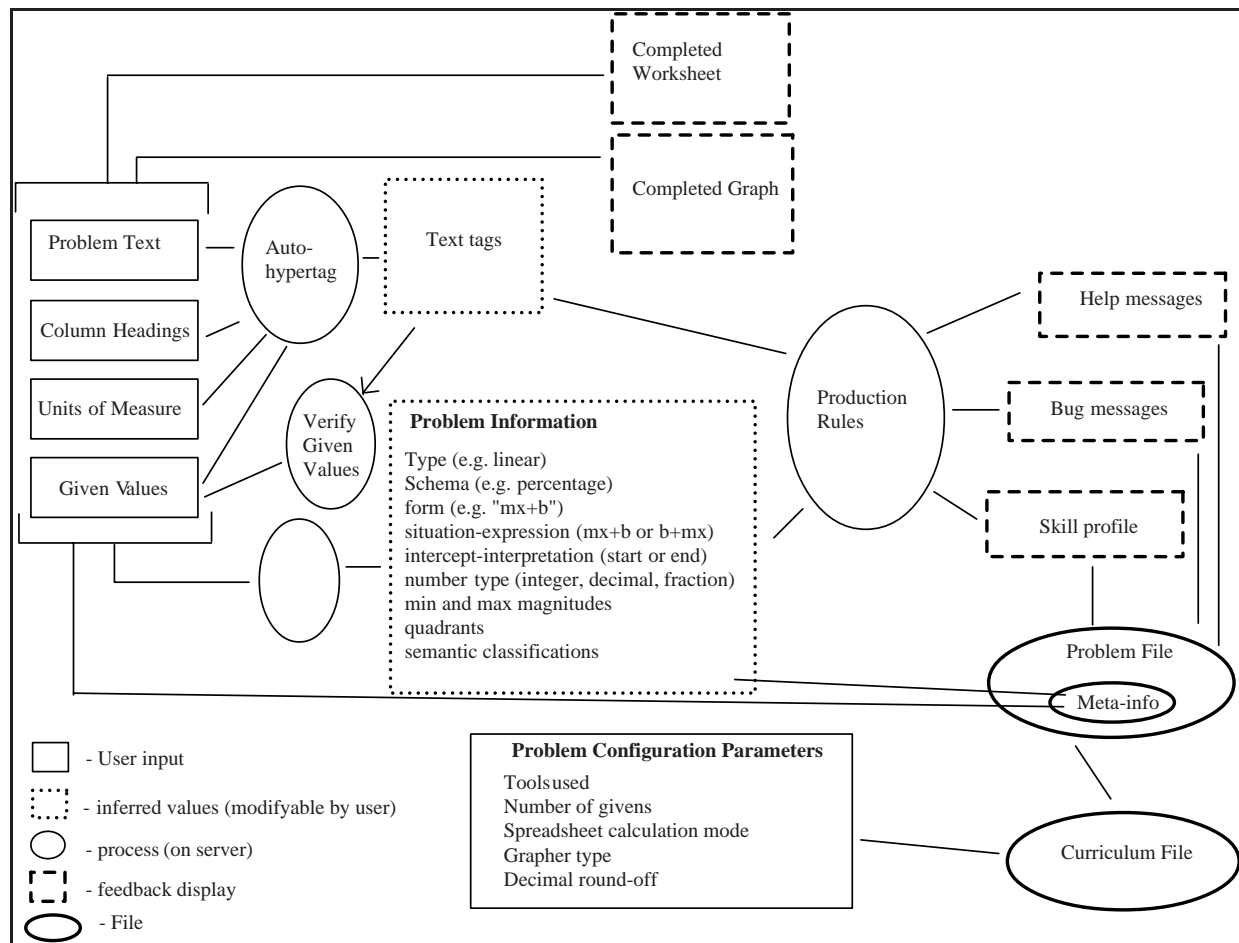 Completed
Worksheet
Completed Graph
Problem Text
Auto-
hypertag
Text tags
Column Headings
Units of Measure
Given Values
Verify
Given
Values
Problem Information
Type (e.g. linear)
Schema (e.g. percentage)
form (e.g. "mx+b")
situation-expression (mx+b or b+mx)
intercept-interpretation (start or end)
number type (integer, decimal, fraction)
min and max magnitudes
quadrants
semantic classifications
Production
Rules
Help messages
Bug messages
Skill profile
Problem File
Meta-info
Problem Configuration Parameters
Toolsused
Number of givens
Spreadsheet calculation mode
Grapher type
Decimal round-off
Curriculum File
- User input
- inferred values (modifyable by user)
- process (on server)
- feedback display
- File